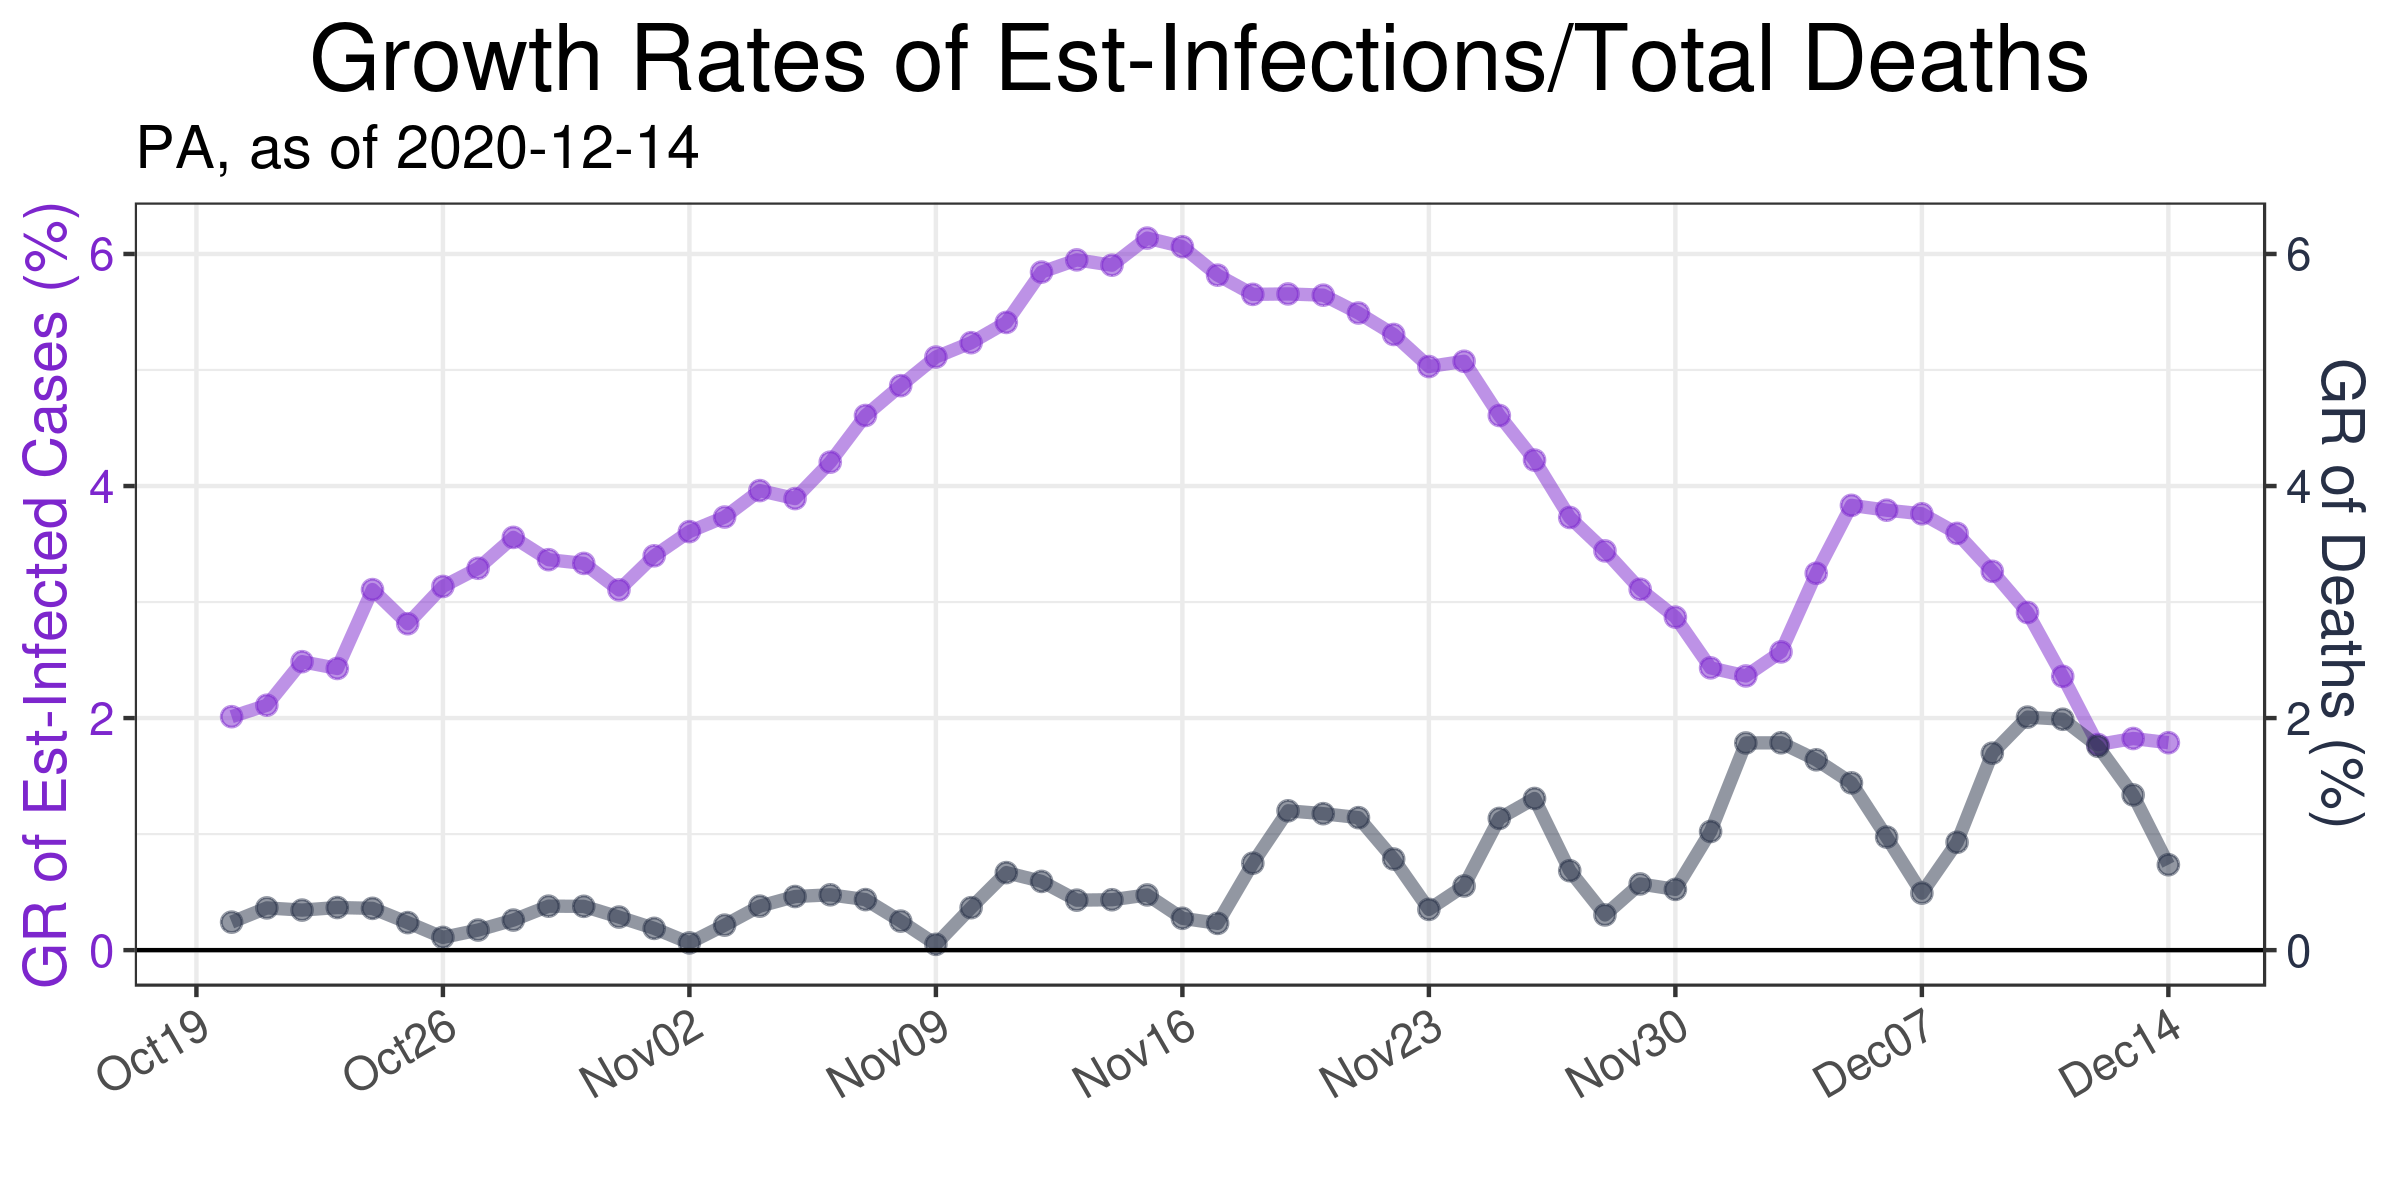 Growth Rates of Est-Infections/Total Deaths
PA, as of 2020-12-14
GR of Est-Infected Cases (%)
6
4
2
0
6
4
2
0
GR of Deaths (%)
Oct19
Oct26
Nov02
Nov09
Nov16
Nov23
Nov30
Dec07
Dec14